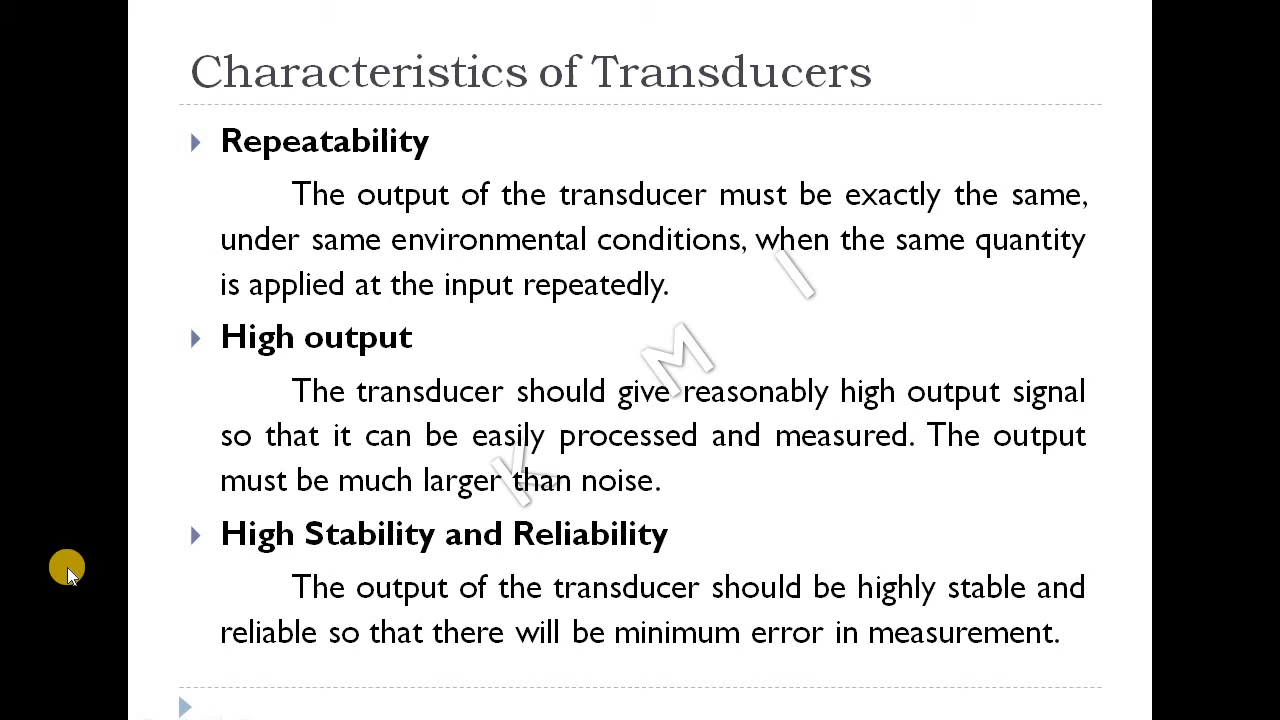 Characteristics of Transducers
Repeatability
The output of the transducer must be exactly the same,
under same environmental conditions, when the same quantity
is applied at the input repeatedly.
High output
The transducer should give reasonably high output signal
so that it can be easily processed and measured. The output
must be much larger than noise.
High Stability and Reliability
The output of the transducer should be highly stable and
reliable so that there will be minimum error in measurement.
K M I